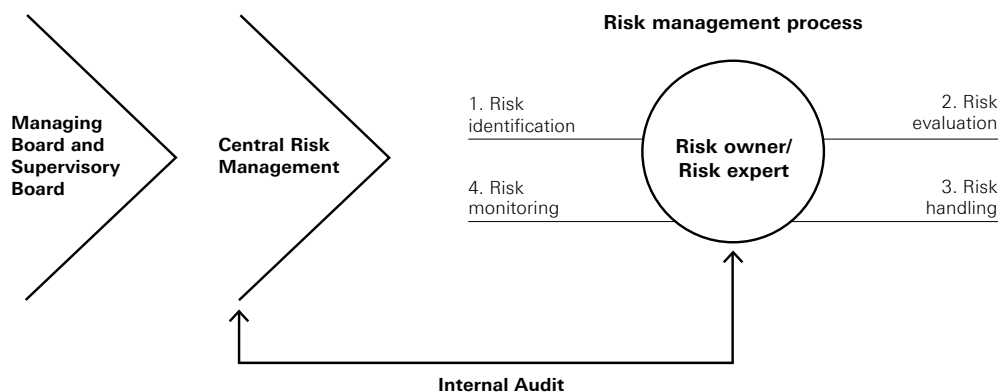 Risk management process
Managing
Board and
Supervisory
Board
Central Risk
Management
1. Risk
identification
2. Risk
evaluation
Risk owner/
Risk expert
4. Risk
monitoring
3. Risk
handling
Internal Audit